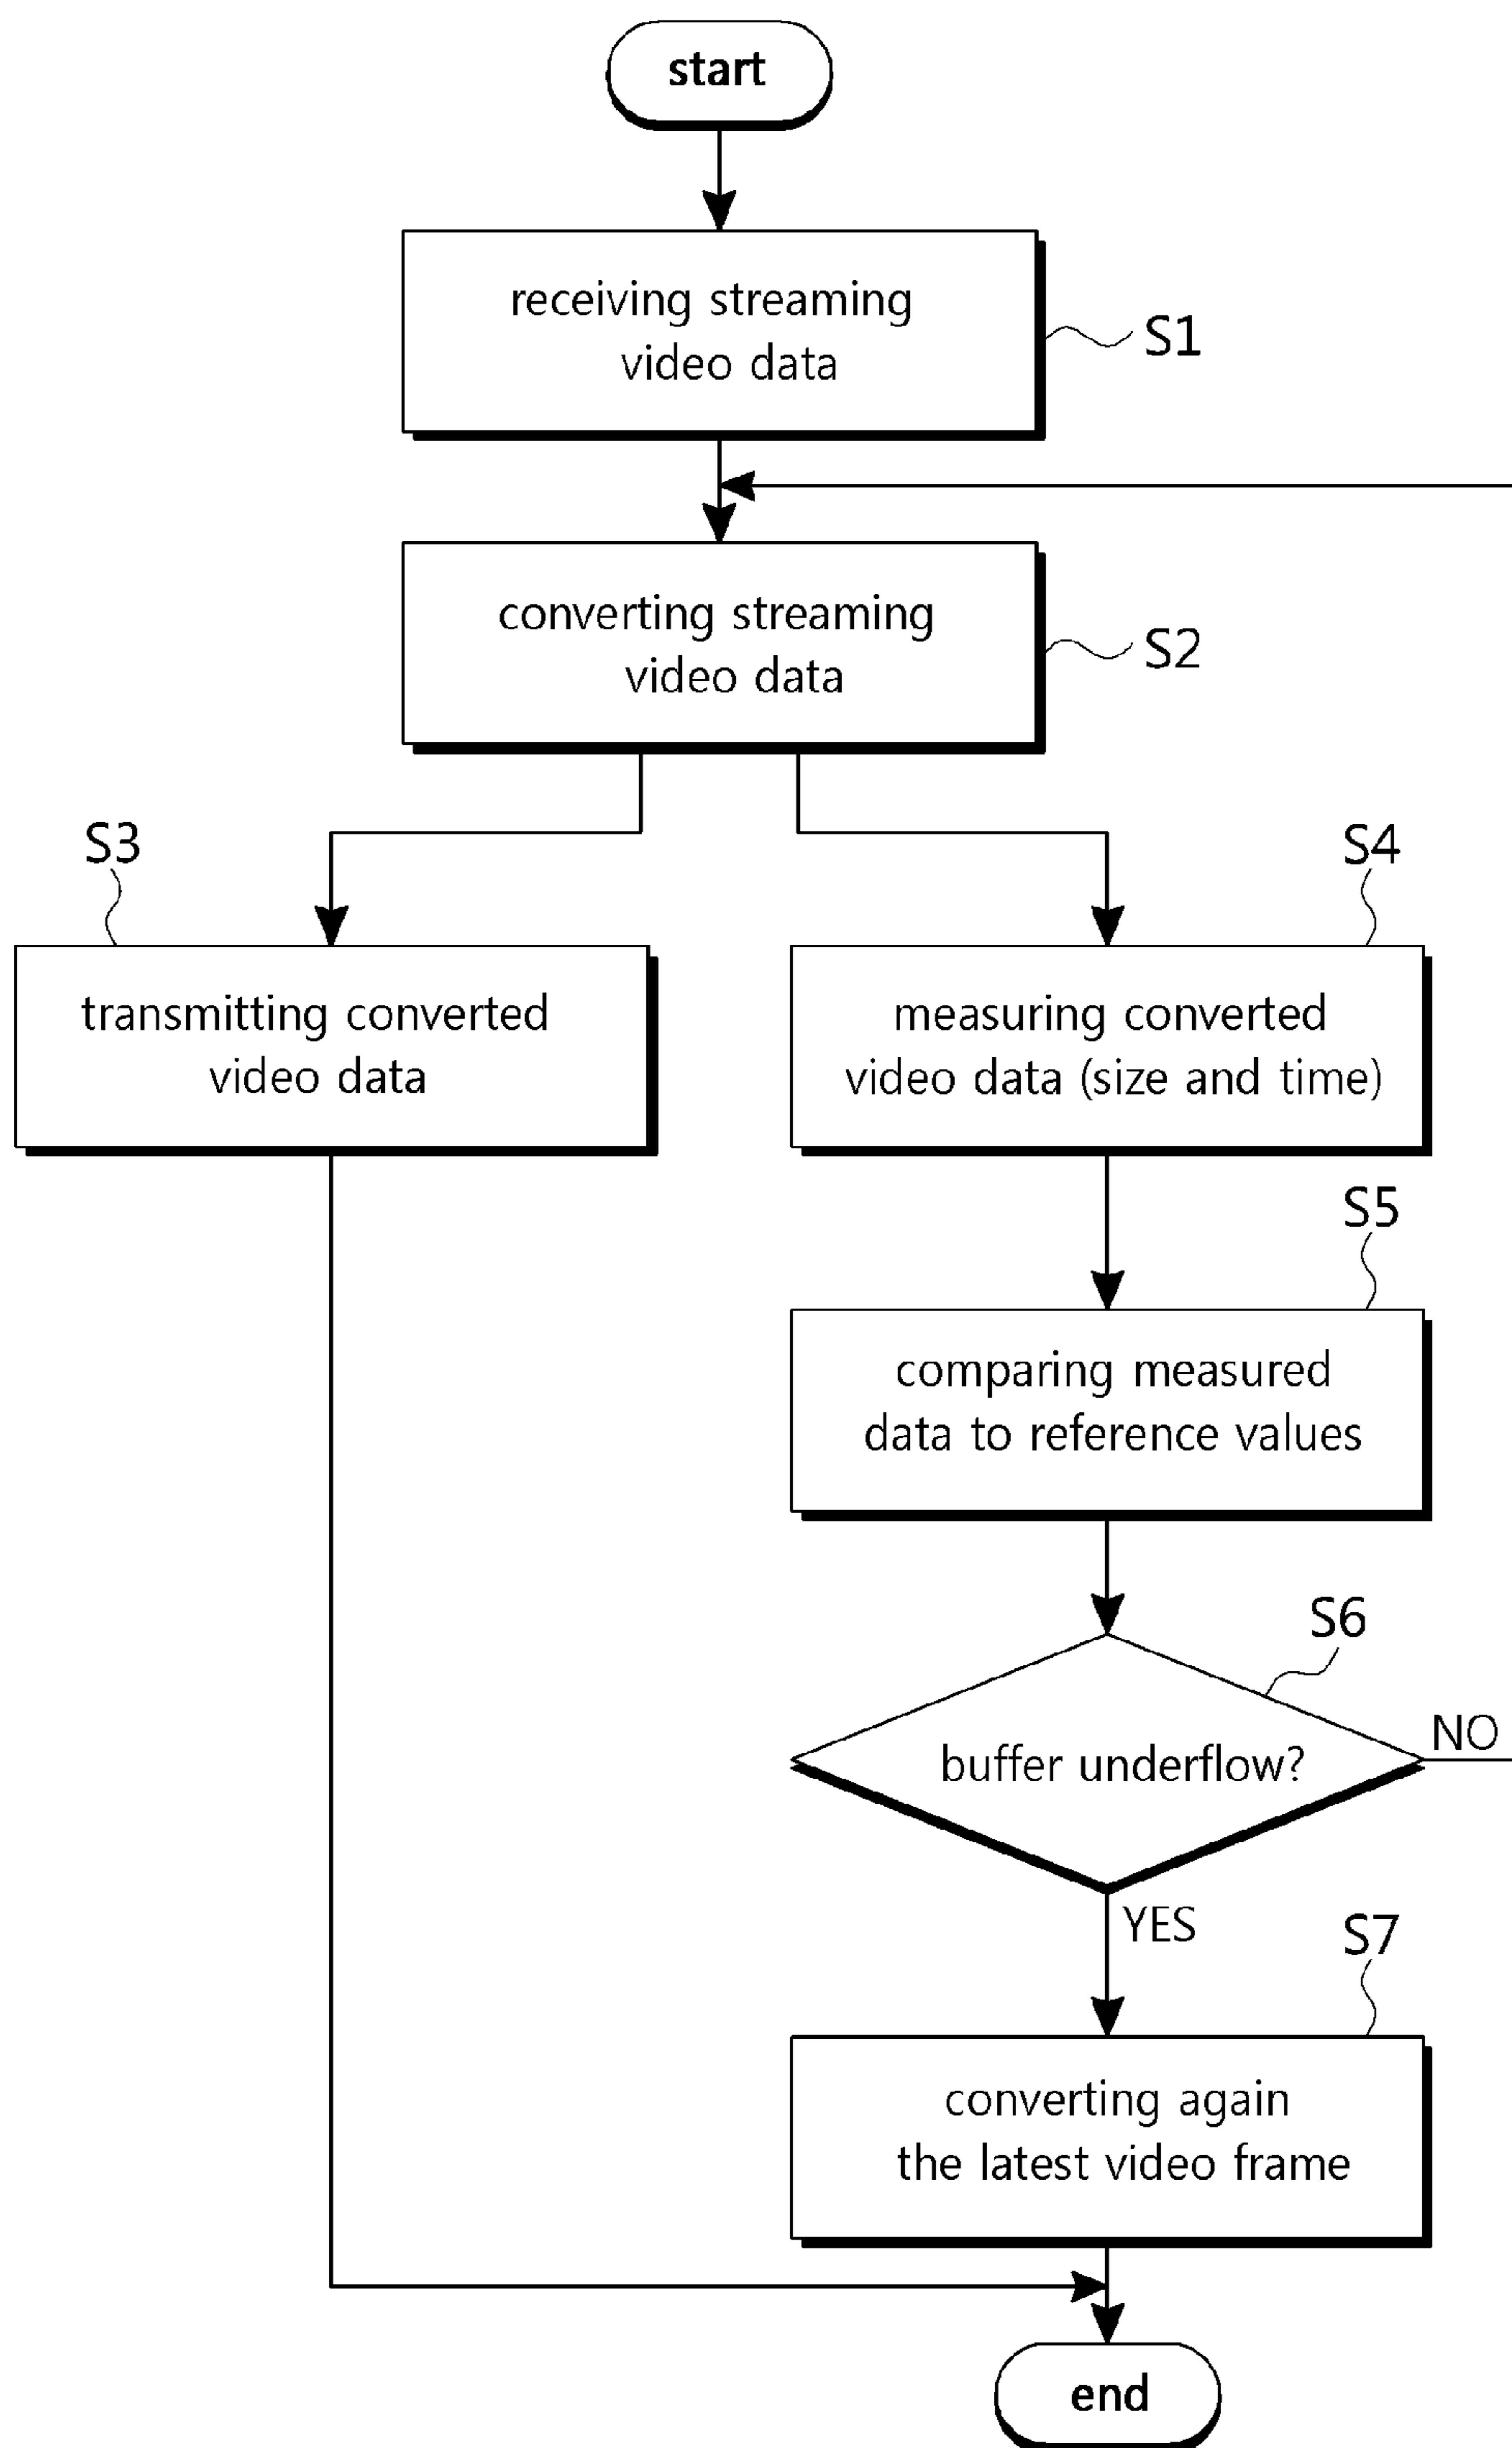 start
receiving streaming
video data
S1
converting streaming
video data
S2
S3
transmitting converted
video data
S4
measuring converted
video data (size and time)
S5
comparing measured
data to reference values
S6
buffer underflow?
NO
YES
S7
converting again
the latest video frame
end